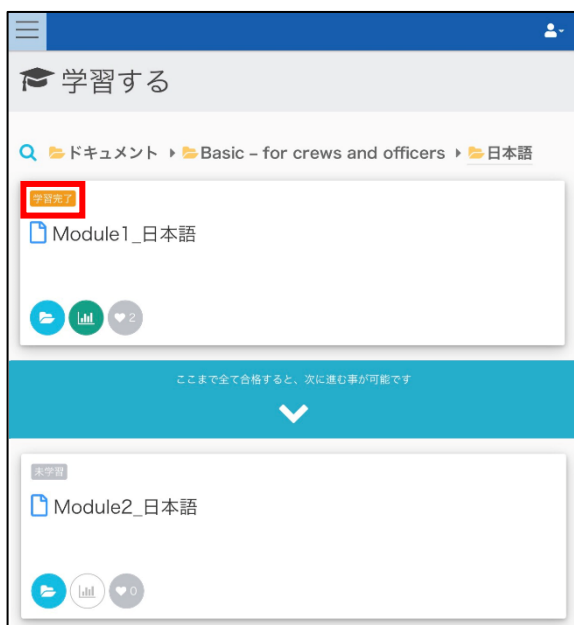 学習する
ドキュメント Basic – for crews and officers 日本語
学習完了
Module1_日本語
2
ここまで全て合格すると、次に進む事が可能です
未学習
Module2_日本語
0